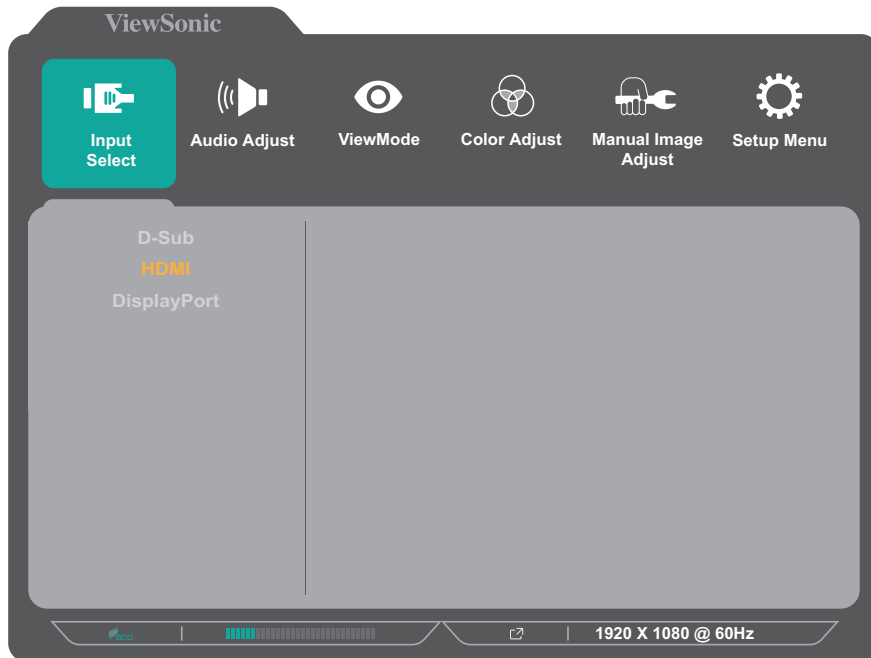 ViewSonic
Input
Select
Audio Adjust
ViewMode
Color Adjust
Manual Image
Adjust
Setup Menu
D-Sub
HDMI
DisplayPort
eco
1920 X 1080 @ 60Hz